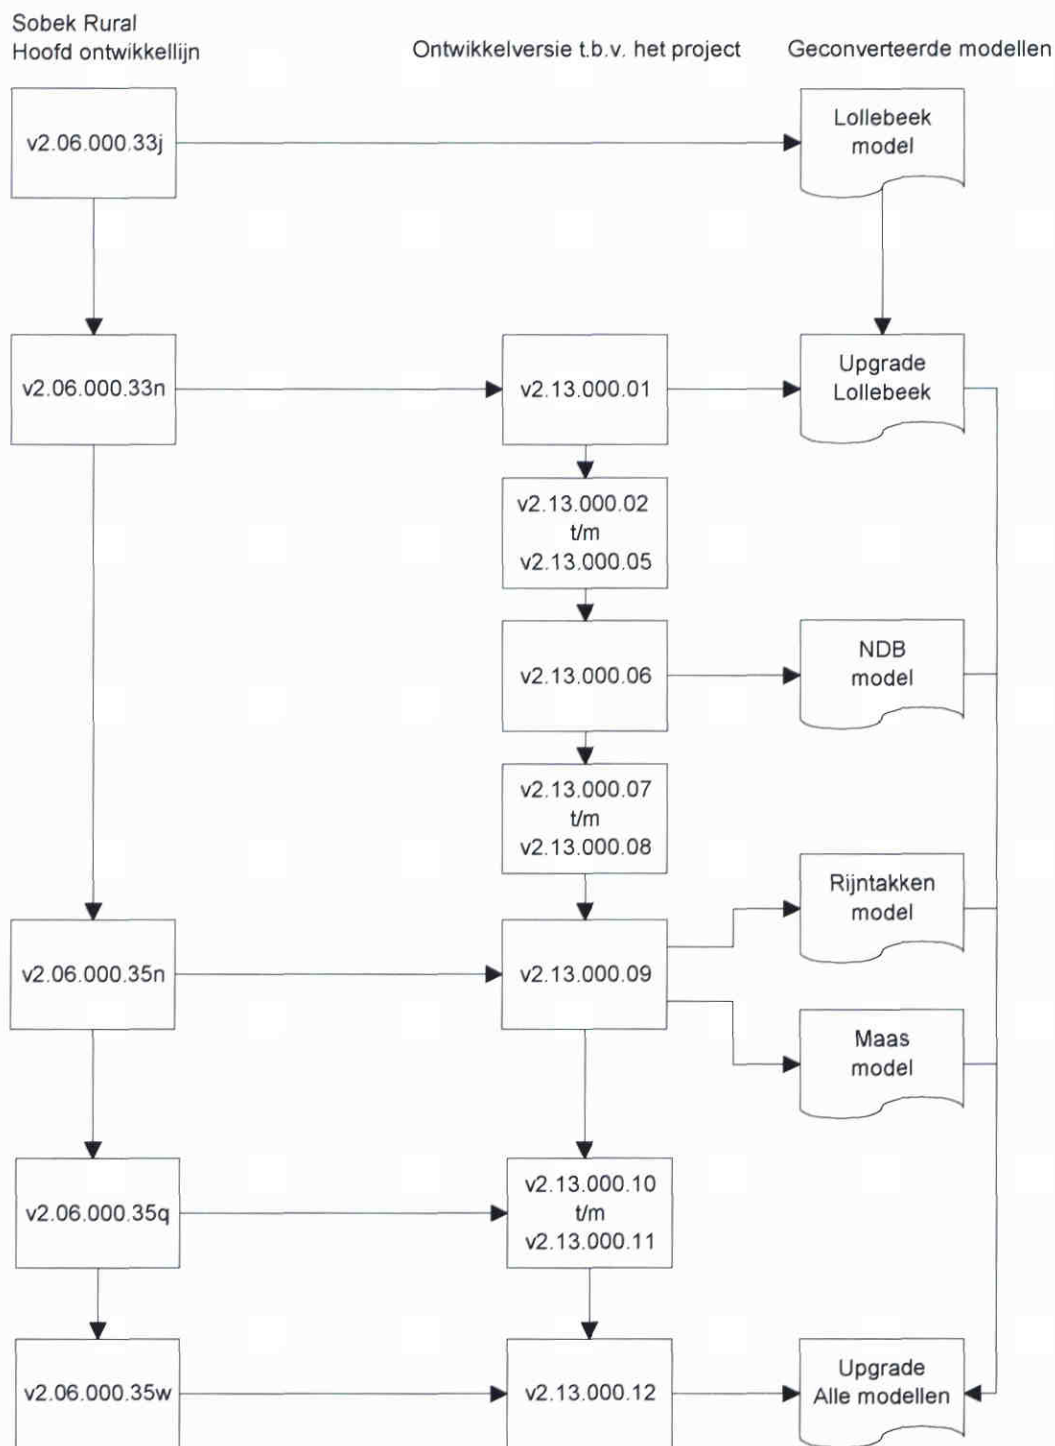 Sobek Rural
Hoofd ontwikkellijn
Ontwikkelversie t.b.v. het project
Geconverteerde modellen
v2.06.000.33j
Lollebeek
model
v2.06.000.33n
v2.13.000.01
Upgrade
Lollebeek
v2.13.000.02
t/m
v2.13.000.05
v2.13.000.06
NDB
model
v2.13.000.07
t/m
v2.13.000.08
Rijntakken
model
v2.06.000.35n
v2.13.000.09
Maas
model
v2.06.000.35q
v2.13.000.10
t/m
v2.13.000.11
v2.06.000.35w
v2.13.000.12
Upgrade
Alle modellen